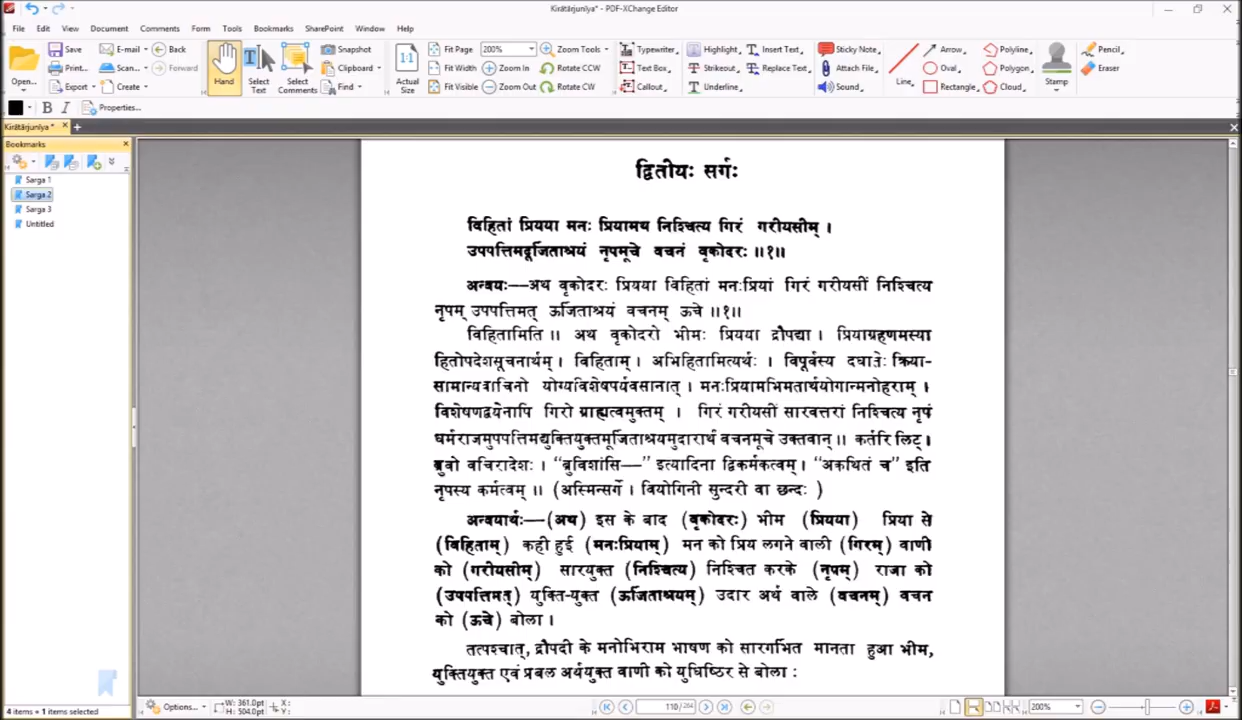 Kirātārjunīya* - PDF-XChange Editor
File Edit View Document Comments Form Tools Bookmarks SharePoint Window Help
Open... Save E-mail Back Hand Select Text Select Comments Snapshot Actual Size Fit Page 200% Zoom Tools Typewriter Highlight Insert Text Sticky Note Line Arrow Polyline Stamp Pencil
Print... Scan... Forward Clipboard Fit Width Zoom In Rotate CCW Text Box Strikeout Replace Text Attach File Oval Polygon Eraser
Export Create Find Fit Visible Zoom Out Rotate CW Callout Underline Sound Rectangle Cloud
B I Properties...
Kirātārjunīya *
Bookmarks
Sarga 1
Sarga 2
Sarga 3
Untitled
द्वितीयः सर्गः
विहितां प्रियया मनः प्रियामथ निश्चित्य गिरं गरीयसीम् ।
उपपत्तिमदूर्जिताश्रयं नृपमूचे वचनं वृकोदरः ॥१॥
अन्वयः—अथ वृकोदरः प्रियया विहितां मनःप्रियां गिरं गरीयसीं निश्चित्य
नृपम् उपपत्तिमत् ऊर्जिताश्रयं वचनम् ऊचे ॥१॥
विहितामिति ॥ अथ वृकोदरो भीमः प्रियया द्रौपद्या । प्रियाग्रहणमस्या
हितोपदेशसूचनार्थम् । विहिताम् । अभिहितामित्यर्थः । विपूर्वस्य दधातेः क्रिया-
सामान्यवाचिनो योग्यविशेषपर्यवसानात् । मनःप्रियामभिमतार्थयोगान्मनोहराम् ।
विशेषणद्वयेनापि गिरो ग्राह्यत्वमुक्तम् । गिरं गरीयसीं सारवत्तरां निश्चित्य नृपं
धर्मराजमुपपत्तिमद्युक्तियुक्तमूर्जिताश्रयमुदारार्थं वचनमूचे उक्तवान् ॥ कर्तरि लिट् ।
ब्रुवो वचिरादेशः । “ब्रुविशासि—” इत्यादिना द्विकर्मकत्वम् । “अकथितं च” इति
नृपस्य कर्मत्वम् ॥ (अस्मिन्सर्गे । वियोगिनी सुन्दरी वा छन्दः )
अन्वयार्थः—(अथ) इस के बाद (वृकोदरः) भीम (प्रियया) प्रिया से
(विहिताम्) कही हुई (मनःप्रियाम्) मन को प्रिय लगने वाली (गिरम्) वाणी
को (गरीयसीम्) सारयुक्त (निश्चित्य) निश्चित करके (नृपम्) राजा को
(उपपत्तिमत्) युक्ति-युक्त (ऊर्जिताश्रयम्) उदार अर्थ वाले (वचनम्) वचन
को (ऊचे) बोला ।
तत्पश्चात्, द्रौपदी के मनोभिराम भाषण को सारगर्भित मानता हुआ भीम,
युक्तियुक्त एवं प्रबल अर्थयुक्त वाणी को युधिष्ठिर से बोला :
4 items + 1 items selected Options... W: 361.0pt X:
H: 504.0pt Y:
110 / 264 200%